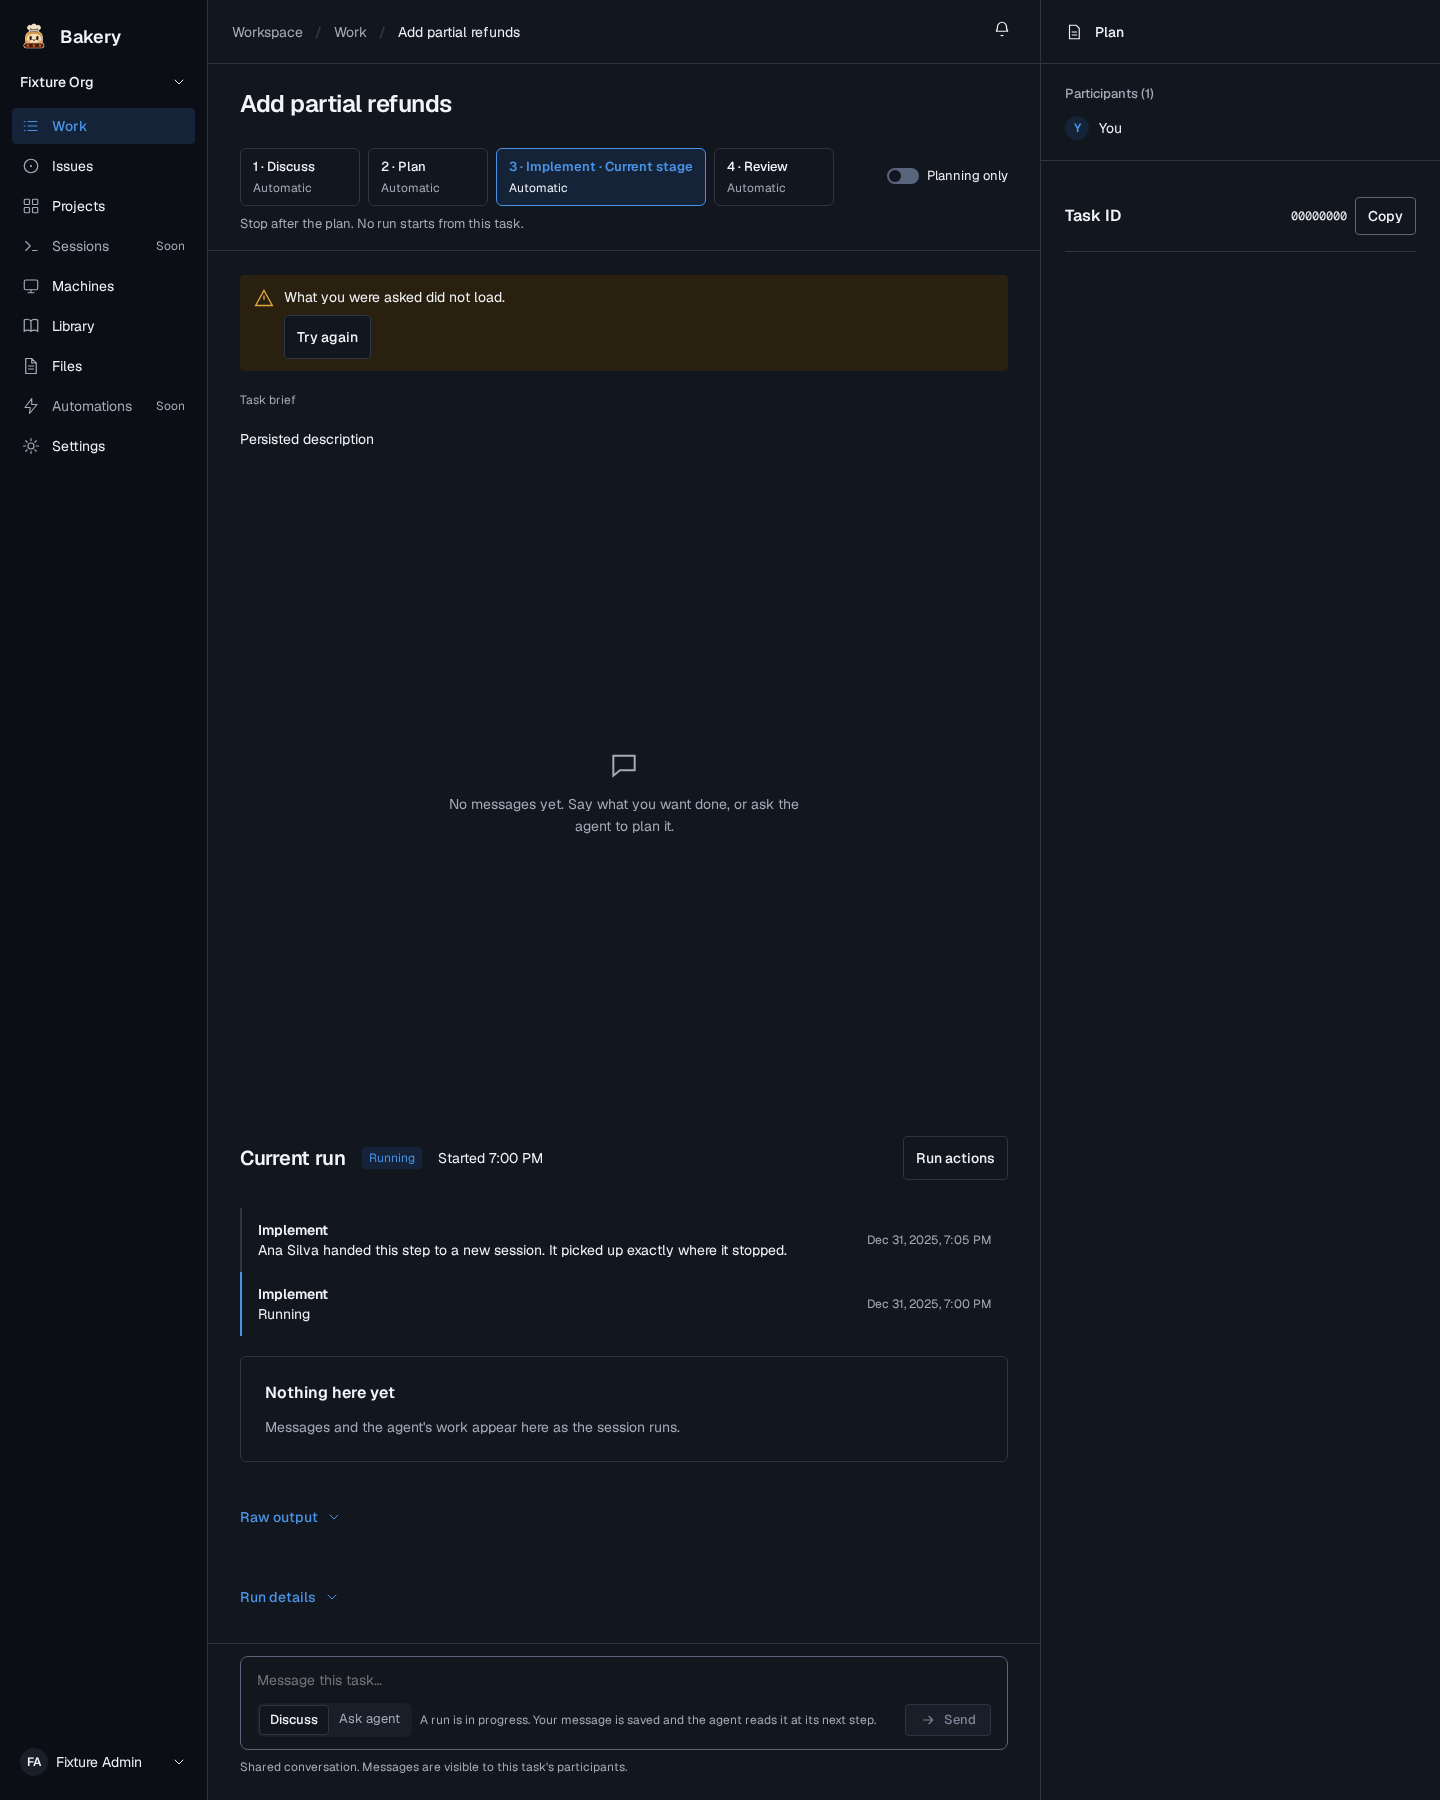 Bakery
Fixture Org
Work
Issues
Projects
Sessions Soon
Machines
Library
Files
Automations Soon
Settings
FA Fixture Admin
Workspace / Work / Add partial refunds
Add partial refunds
1 · Discuss
Automatic
2 · Plan
Automatic
3 · Implement · Current stage
Automatic
4 · Review
Automatic
Planning only
Stop after the plan. No run starts from this task.
What you were asked did not load.
Try again
Task brief
Persisted description
No messages yet. Say what you want done, or ask the
agent to plan it.
Current run Running Started 7:00 PM Run actions
Implement
Ana Silva handed this step to a new session. It picked up exactly where it stopped.
Dec 31, 2025, 7:05 PM
Implement
Running
Dec 31, 2025, 7:00 PM
Nothing here yet
Messages and the agent's work appear here as the session runs.
Raw output
Run details
Message this task...
Discuss Ask agent A run is in progress. Your message is saved and the agent reads it at its next step. Send
Shared conversation. Messages are visible to this task's participants.
Plan
Participants (1)
Y You
Task ID 00000000 Copy